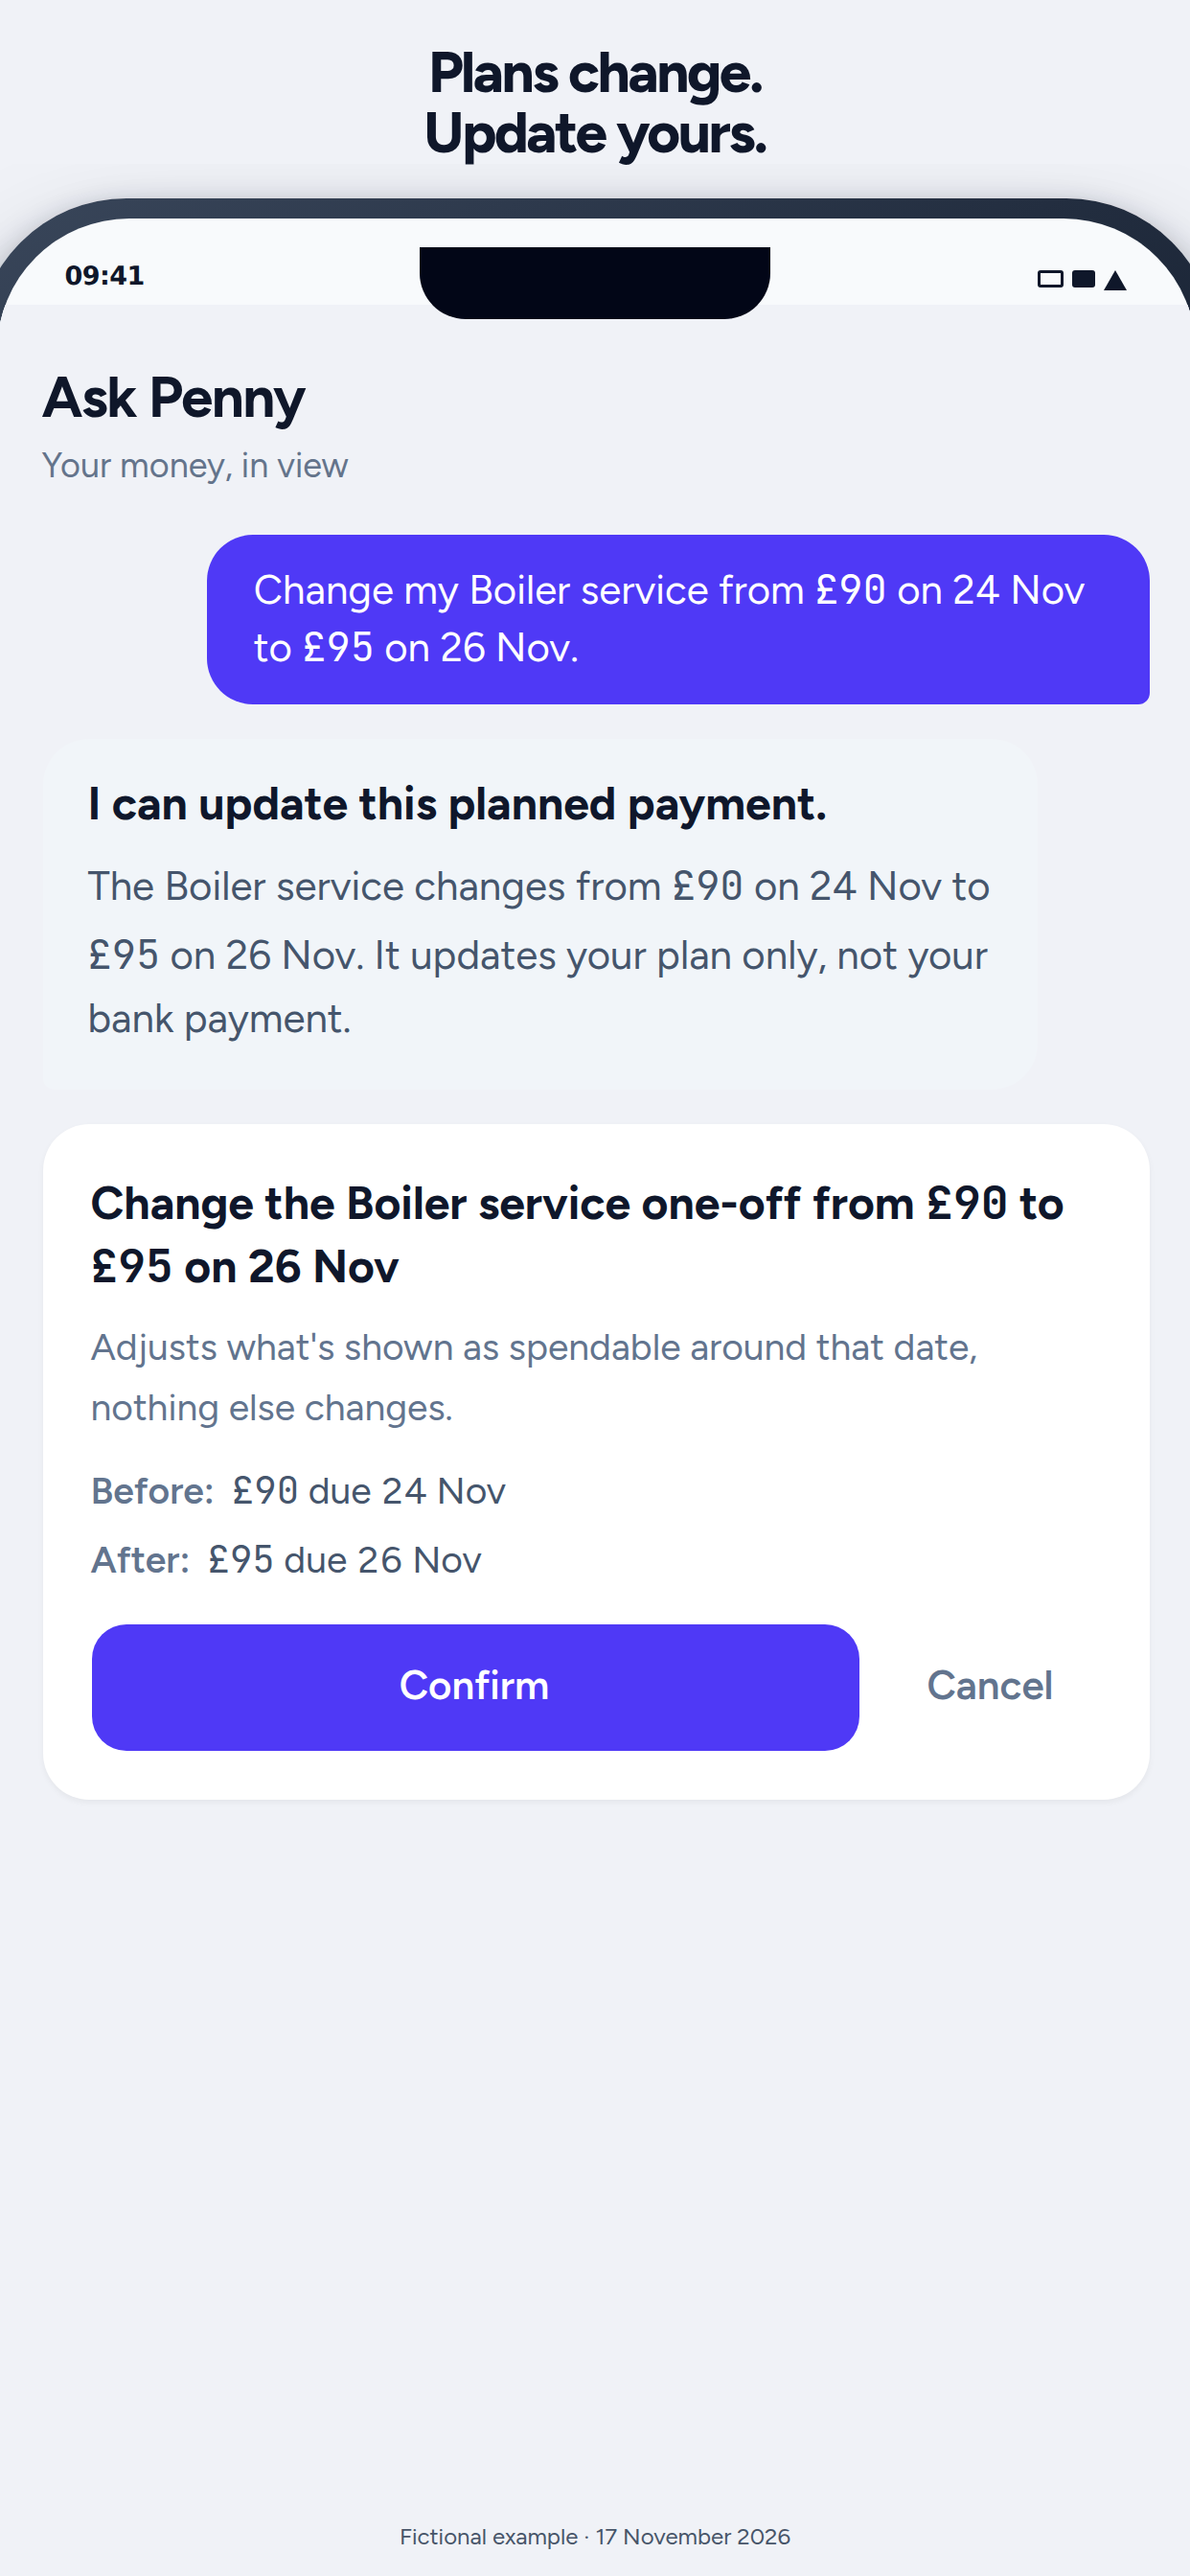 Plans change.
Update yours.
09:41
Ask Penny
Your money, in view
Change my Boiler service from £90 on 24 Nov
to £95 on 26 Nov.
I can update this planned payment.
The Boiler service changes from £90 on 24 Nov to
£95 on 26 Nov. It updates your plan only, not your
bank payment.
Change the Boiler service one-off from £90 to
£95 on 26 Nov
Adjusts what's shown as spendable around that date,
nothing else changes.
Before: £90 due 24 Nov
After: £95 due 26 Nov
Confirm
Cancel
Fictional example · 17 November 2026